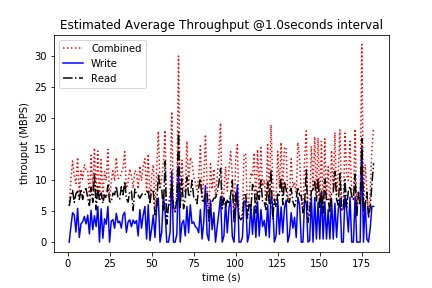 Estimated Average Throughput @1.0seconds interval
Combined
Write
Read
throuput (MBPS)
30
25
20
15
10
5
0
0 25 50 75 100 125 150 175
time (s)